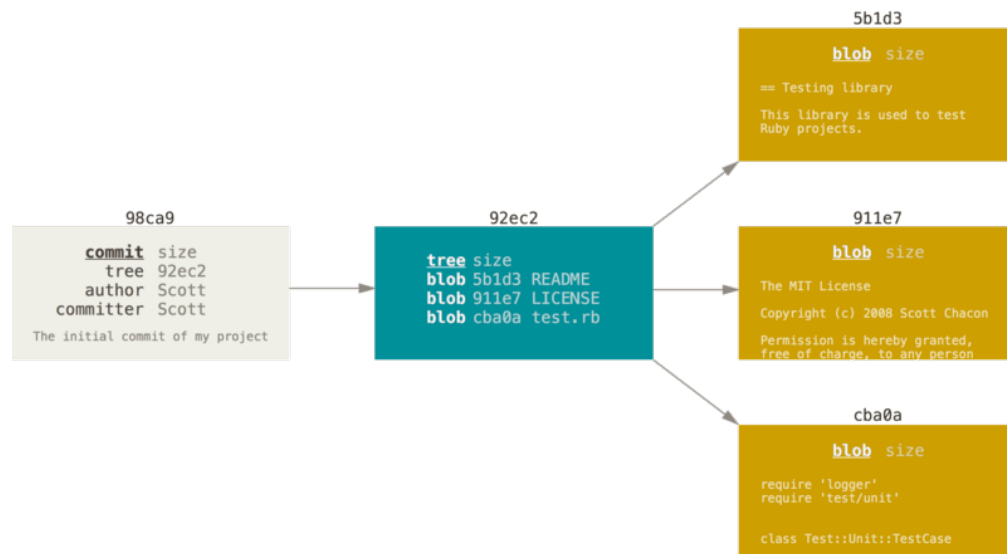 98ca9
commit size
tree 92ec2
author Scott
committer Scott
The initial commit of my project
92ec2
tree size
blob 5b1d3 README
blob 911e7 LICENSE
blob cba0a test.rb
5b1d3
blob size
== Testing library
This library is used to test
Ruby projects.
911e7
blob size
The MIT License
Copyright (c) 2008 Scott Chacon
Permission is hereby granted,
free of charge, to any person
cba0a
blob size
require 'logger'
require 'test/unit'
class Test::Unit::TestCase